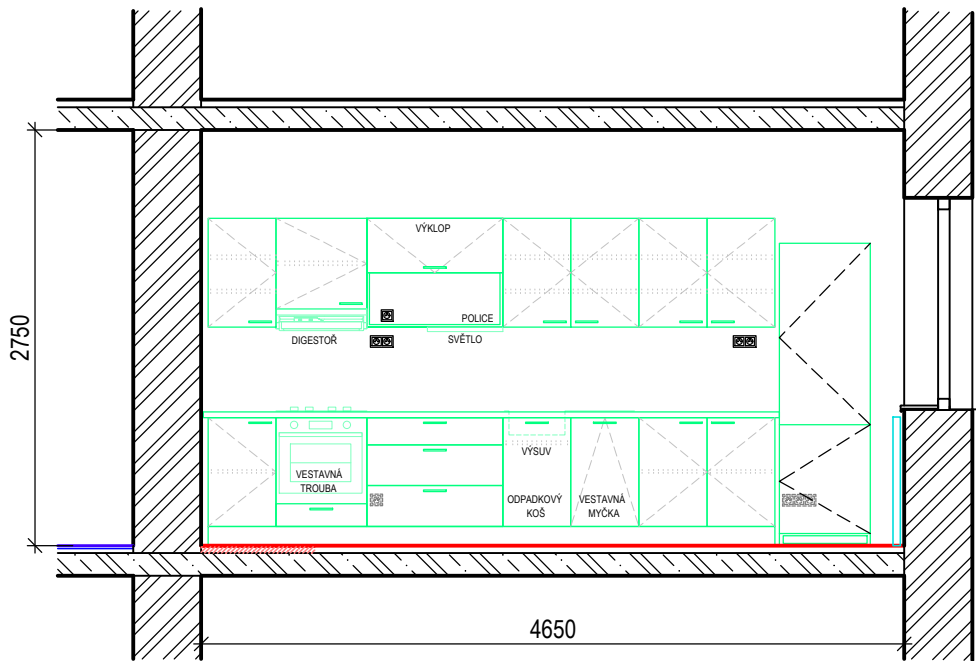 VÝKLOP
POLICE
DIGESTOŘ
SVĚTLO
2750
VÝSUV
VESTAVNÁ
TROUBA
ODPADKOVÝ
KOŠ
VESTAVNÁ
MYČKA
4650